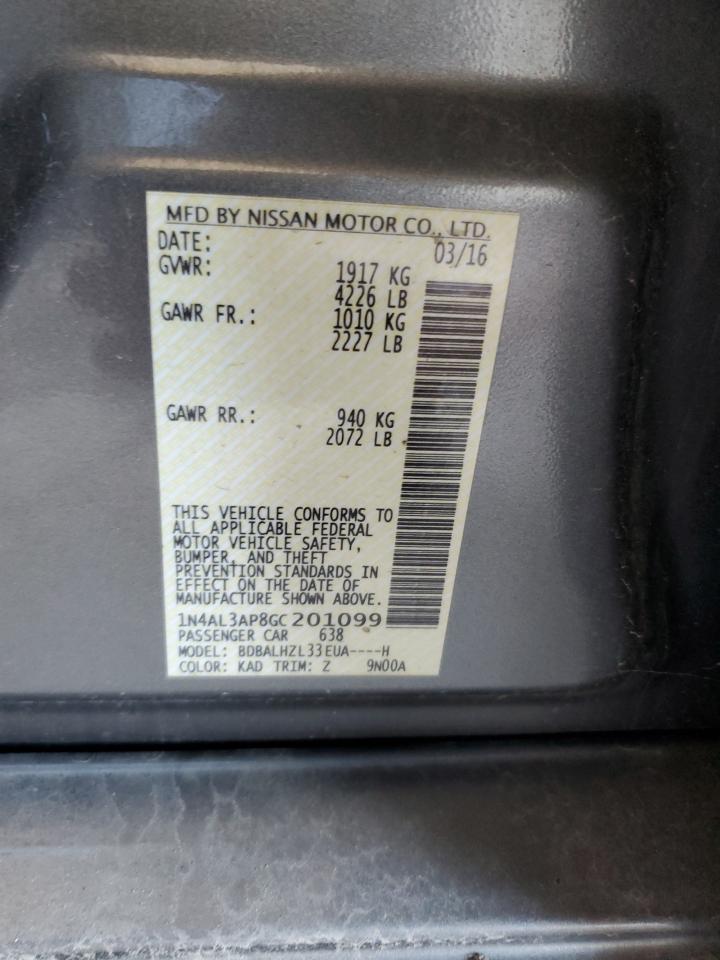 MFD BY NISSAN MOTOR CO., LTD.
DATE: 03/16
GVWR: 1917 KG
4226 LB
GAWR FR.: 1010 KG
2227 LB
GAWR RR.: 940 KG
2072 LB
THIS VEHICLE CONFORMS TO
ALL APPLICABLE FEDERAL
MOTOR VEHICLE SAFETY,
BUMPER, AND THEFT
PREVENTION STANDARDS IN
EFFECT ON THE DATE OF
MANUFACTURE SHOWN ABOVE.
1N4AL3AP8GC201099
PASSENGER CAR 638
MODEL: BDBALHZL33EUA----H
COLOR: KAD TRIM: Z 9N00A